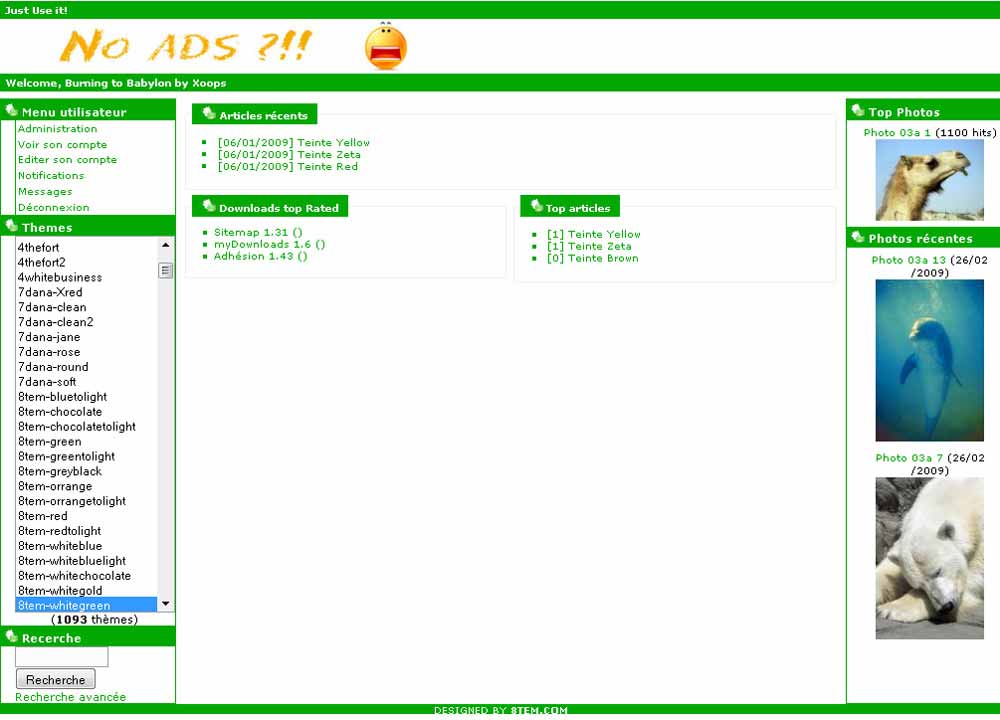 Just Use it!
No ADS ?!!
Welcome, Burning to Babylon by Xoops
Menu utilisateur
Administration
Voir son compte
Editer son compte
Notifications
Messages
Déconnexion
Themes
4thefort
4thefort2
4whitebusiness
7dana-Xred
7dana-clean
7dana-clean2
7dana-jane
7dana-rose
7dana-round
7dana-soft
8tem-bluetolight
8tem-chocolate
8tem-chocolatetolight
8tem-green
8tem-greentolight
8tem-greyblack
8tem-orrange
8tem-orrangetolight
8tem-red
8tem-redtolight
8tem-whiteblue
8tem-whitebluelight
8tem-whitechocolate
8tem-whitegold
8tem-whitegreen
(1093 thèmes)
Recerche
Recherche
Recherche avancée
Articles récents
[06/01/2009] Teinte Yellow
[06/01/2009] Teinte Zeta
[06/01/2009] Teinte Red
Downloads top Rated
Sitemap 1.31 ()
myDownloads 1.6 ()
Adhésion 1.43 ()
Top articles
[1] Teinte Yellow
[1] Teinte Zeta
[0] Teinte Brown
Top Photos
Photo 03a 1 (1100 hits)
Photos récentes
Photo 03a 13 (26/02
/2009)
Photo 03a 7 (26/02
/2009)
DESIGNED BY 8TEM.COM